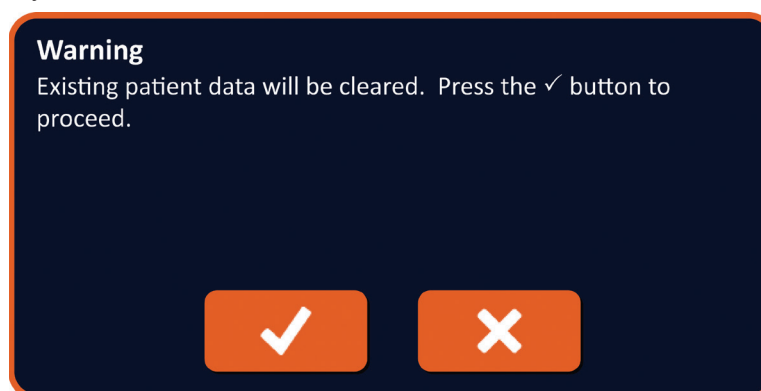 Warning
Existing patient data will be cleared.  Press the ✓ button to
proceed.